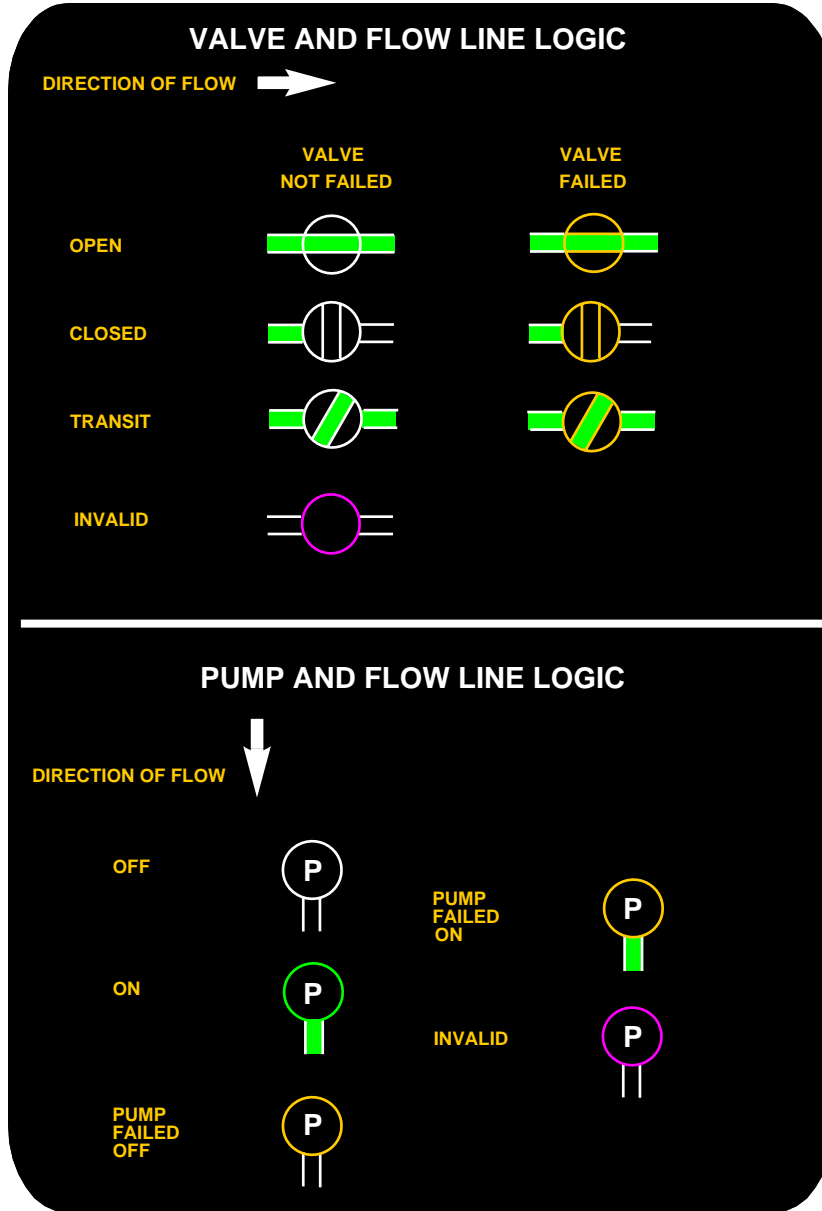 VALVE AND FLOW LINE LOGIC
DIRECTION OF FLOW
VALVE
NOT FAILED
VALVE
FAILED
OPEN
CLOSED
TRANSIT
INVALID
PUMP AND FLOW LINE LOGIC
DIRECTION OF FLOW
OFF
P
PUMP
FAILED
ON
P
ON
P
INVALID
P
PUMP
FAILED
OFF
P